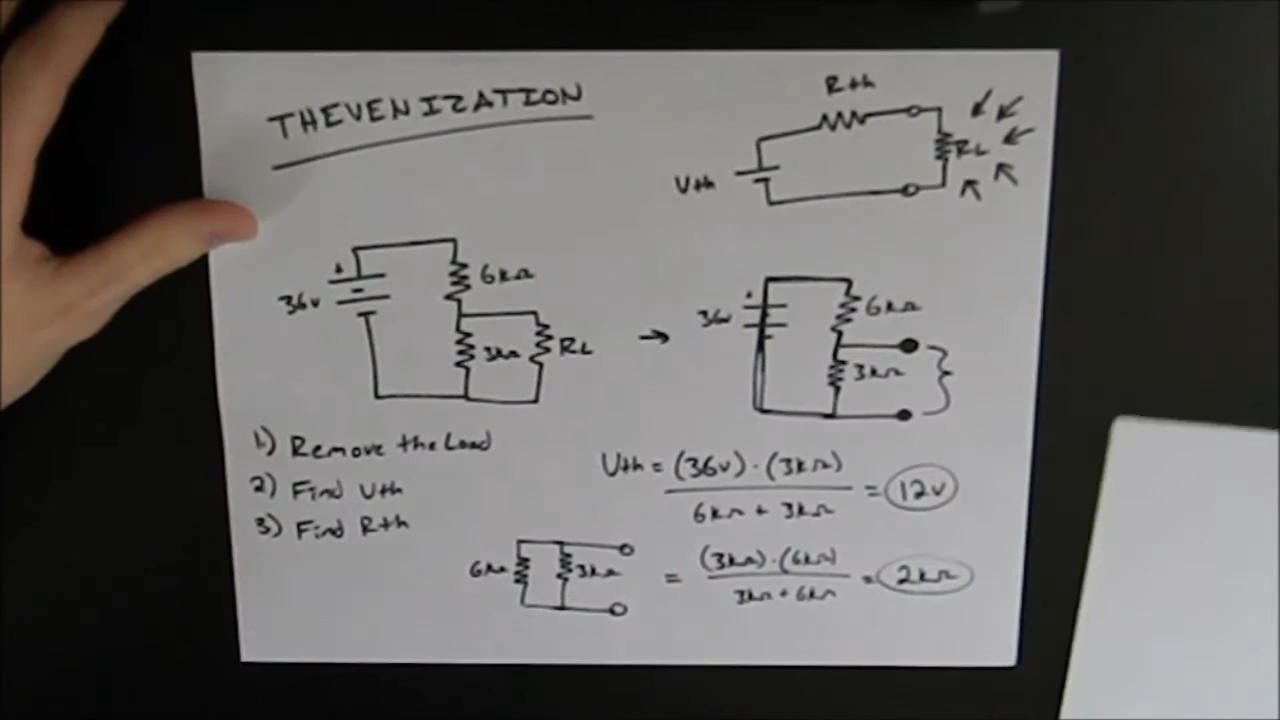 THEVENIZATION
Rth
Vth
RL
+
36v
6kΩ
3kΩ
RL
→
+
36v
6kΩ
3kΩ
1) Remove the Load
2) Find Vth
3) Find Rth
Vth = (36v) · (3kΩ)
6kΩ + 3kΩ
= 12v
6kΩ
3kΩ
= (3kΩ) · (6kΩ)
3kΩ + 6kΩ
= 2kΩ